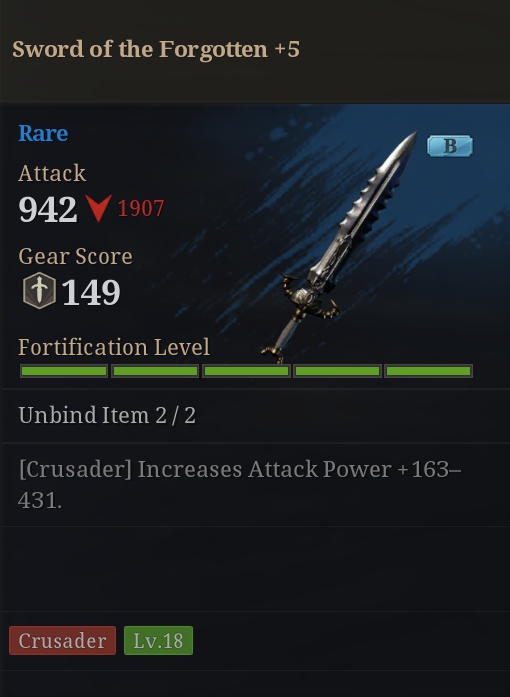 Sword of the Forgotten +5
Rare
B
Attack
942 1907
Gear Score
149
Fortification Level
Unbind Item 2 / 2
[Crusader] Increases Attack Power +163–
431.
Crusader Lv.18